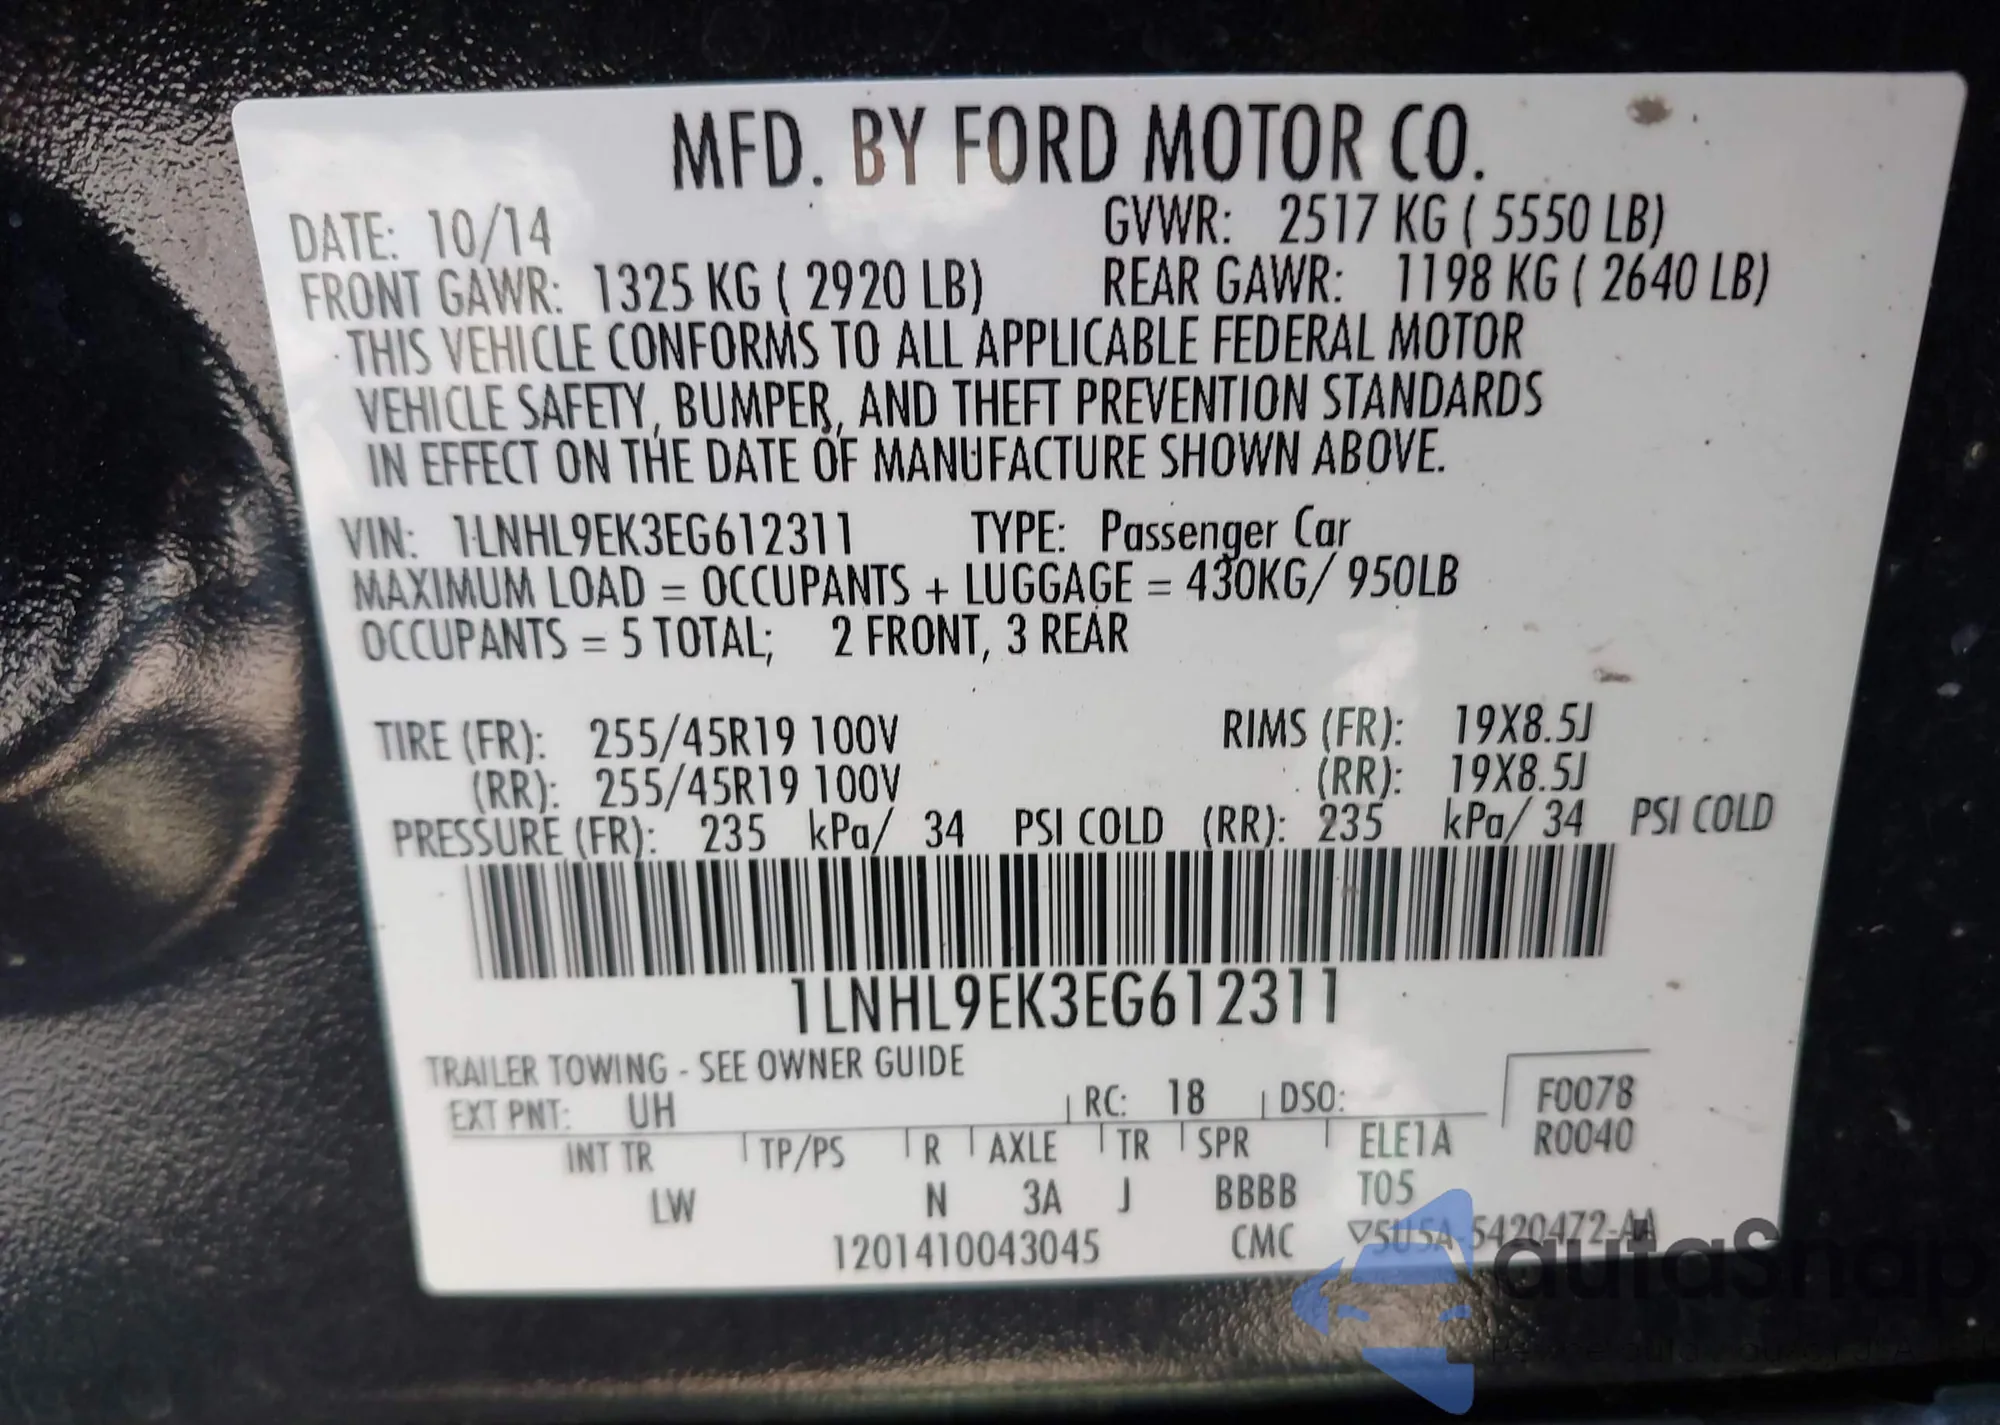 MFD. BY FORD MOTOR CO.
DATE: 10/14 GVWR: 2517 KG ( 5550 LB)
FRONT GAWR: 1325 KG ( 2920 LB) REAR GAWR: 1198 KG ( 2640 LB)
THIS VEHICLE CONFORMS TO ALL APPLICABLE FEDERAL MOTOR
VEHICLE SAFETY, BUMPER, AND THEFT PREVENTION STANDARDS
IN EFFECT ON THE DATE OF MANUFACTURE SHOWN ABOVE.
VIN: 1LNHL9EK3EG612311 TYPE: Passenger Car
MAXIMUM LOAD = OCCUPANTS + LUGGAGE = 430KG/ 950LB
OCCUPANTS = 5 TOTAL; 2 FRONT, 3 REAR
TIRE (FR): 255/45R19 100V RIMS (FR): 19X8.5J
(RR): 255/45R19 100V (RR): 19X8.5J
PRESSURE (FR): 235 kPa/ 34 PSI COLD (RR): 235 kPa/ 34 PSI COLD
1LNHL9EK3EG612311
TRAILER TOWING - SEE OWNER GUIDE
EXT PNT: UH RC: 18 DSO: F0078
INT TR TP/PS R AXLE TR SPR ELE1A R0040
LW N 3A J BBBB T05
1201410043045 CMC ▽5U5A-5420472-AA
autaSnap